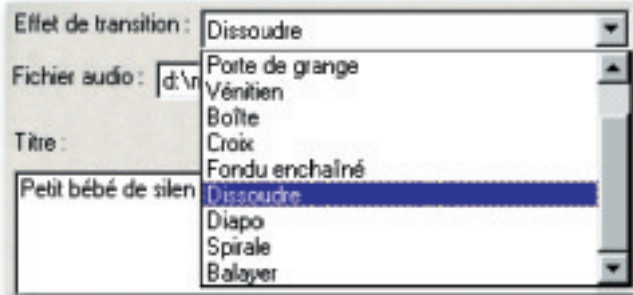 Effet de transition : Dissoudre
Porte de grange
Fichier audio : d:\
Vénitien
Boîte
Titre :
Croix
Fondu enchaîné
Petit bébé de silen
Dissoudre
Diapo
Spirale
Balayer